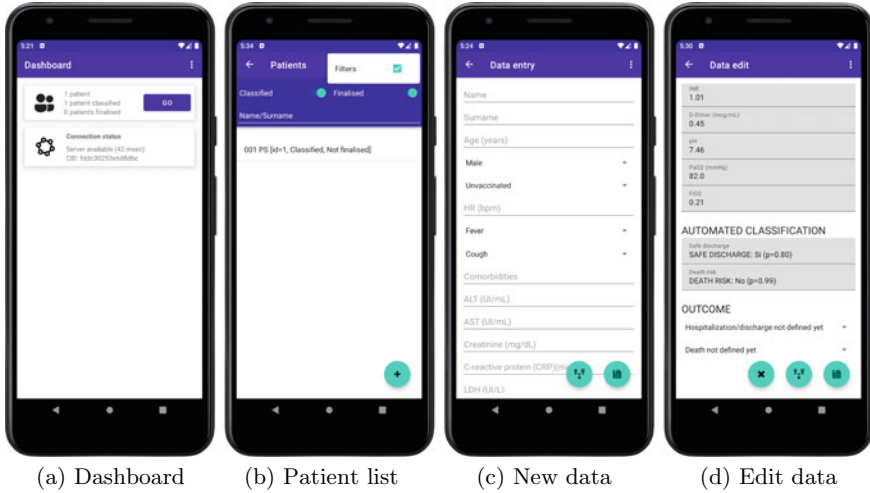 5:21
Dashboard
1 patient
1 patient classified
0 patients finalised
GO
Connection status
Server available (42 msec)
5:34
Patients
Filters
Classified
Finalised
Name/Surname
001 PS [id=1, Classified, Not finalised]
+
5:24
Data entry
Name
Surname
Age (years)
Male
Unvaccinated
HR (bpm)
Fever
Cough
Comorbidities
ALT (UI/mL)
AST (UI/mL)
Creatinine (mg/dL)
C-reactive protein (CRP)(m
LDH (UI/L)
5:30
Data edit
INR
1.01
D-Dimer (mcg/mL)
0.45
pH
7.46
PaO2 (mmHg)
82.0
FiO2
0.21
AUTOMATED CLASSIFICATION
Safe discharge
SAFE DISCHARGE: Si (p=0.80)
Death risk
DEATH RISK: No (p=0.99)
OUTCOME
Hospitalization/discharge not defined yet
Death not defined yet
(a) Dashboard
(b) Patient list
(c) New data
(d) Edit data